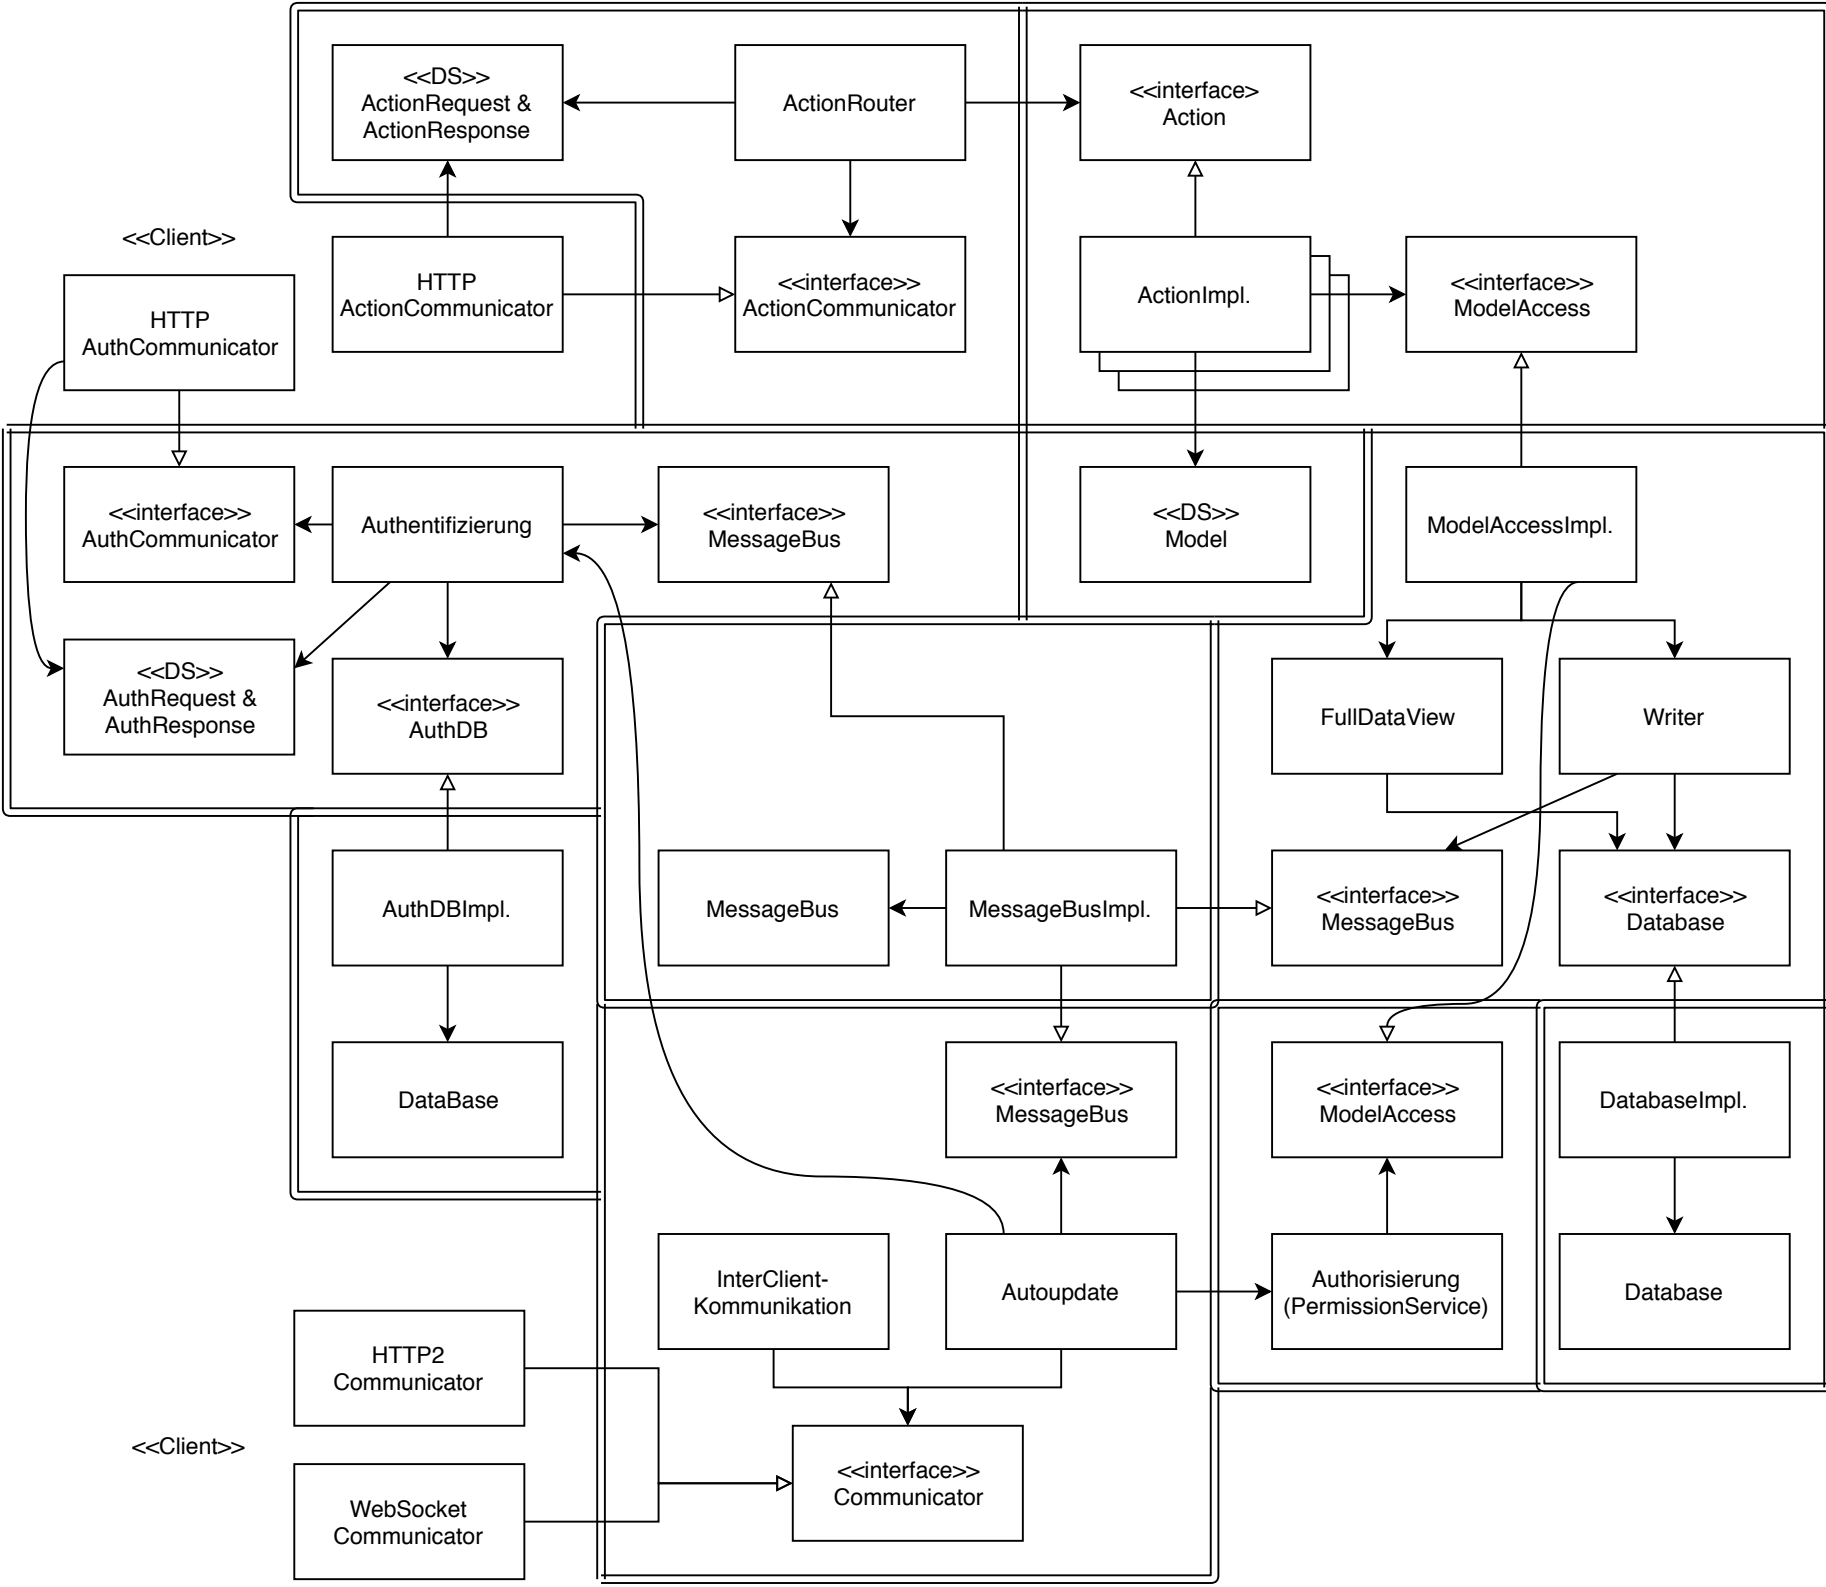 <<DS>>
ActionRequest &
ActionResponse
ActionRouter
<<interface>
Action
<<Client>>
HTTP
AuthCommunicator
HTTP
ActionCommunicator
<<interface>>
ActionCommunicator
ActionImpl.
<<interface>>
ModelAccess
<<interface>>
AuthCommunicator
Authentifizierung
<<interface>>
MessageBus
<<DS>>
Model
ModelAccessImpl.
<<DS>>
AuthRequest &
AuthResponse
<<interface>>
AuthDB
FullDataView
Writer
AuthDBImpl.
MessageBus
MessageBusImpl.
<<interface>>
MessageBus
<<interface>>
Database
DataBase
<<interface>>
MessageBus
<<interface>>
ModelAccess
DatabaseImpl.
InterClient-
Kommunikation
Autoupdate
Authorisierung
(PermissionService)
Database
HTTP2
Communicator
<<Client>>
WebSocket
Communicator
<<interface>>
Communicator